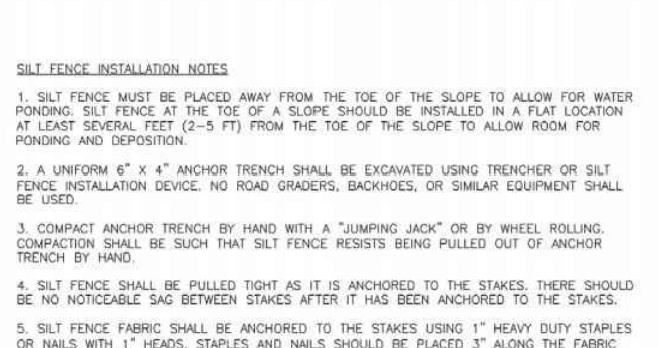 SILT FENCE INSTALLATION NOTES
1. SILT FENCE MUST BE PLACED AWAY FROM THE TOE OF THE SLOPE TO ALLOW FOR WATER
PONDING. SILT FENCE AT THE TOE OF A SLOPE SHOULD BE INSTALLED IN A FLAT LOCATION
AT LEAST SEVERAL FEET (2-5 FT) FROM THE TOE OF THE SLOPE TO ALLOW ROOM FOR
PONDING AND DEPOSITION.
2. A UNIFORM 6" X 4" ANCHOR TRENCH SHALL BE EXCAVATED USING TRENCHER OR SILT
FENCE INSTALLATION DEVICE. NO ROAD GRADERS, BACKHOES, OR SIMILAR EQUIPMENT SHALL
BE USED.
3. COMPACT ANCHOR TRENCH BY HAND WITH A "JUMPING JACK" OR BY WHEEL ROLLING.
COMPACTION SHALL BE SUCH THAT SILT FENCE RESISTS BEING PULLED OUT OF ANCHOR
TRENCH BY HAND.
4. SILT FENCE SHALL BE PULLED TIGHT AS IT IS ANCHORED TO THE STAKES. THERE SHOULD
BE NO NOTICEABLE SAG BETWEEN STAKES AFTER IT HAS BEEN ANCHORED TO THE STAKES.
5. SILT FENCE FABRIC SHALL BE ANCHORED TO THE STAKES USING 1" HEAVY DUTY STAPLES
OR NAILS WITH 1" HEADS. STAPLES AND NAILS SHOULD BE PLACED 3" ALONG THE FABRIC